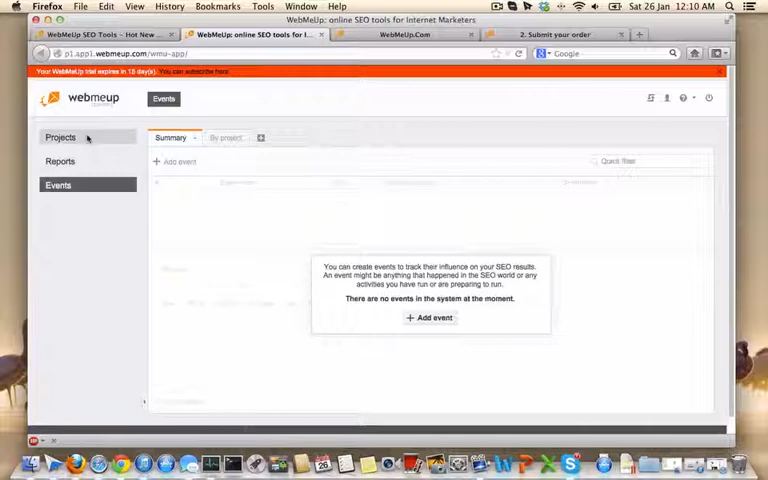 Firefox File Edit View History Bookmarks Tools Window Help Sat 26 Jan 12:10 AM
WebMeUp: online SEO tools for Internet Marketers
WebMeUp SEO Tools - Hot New ... WebMeUp: online SEO tools for I... WebMeUp.Com 2. Submit your order
p1.app1.webmeup.com/wmu-app/ Google
Your WebMeUp trial expires in 15 day(s) You can subscribe here
webmeup Events
Projects Summary By project
Reports + Add event Quick filter
Events
You can create events to track their influence on your SEO results.
An event might be anything that happened in the SEO world or any
activities you have run or are preparing to run.
There are no events in the system at the moment.
+ Add event